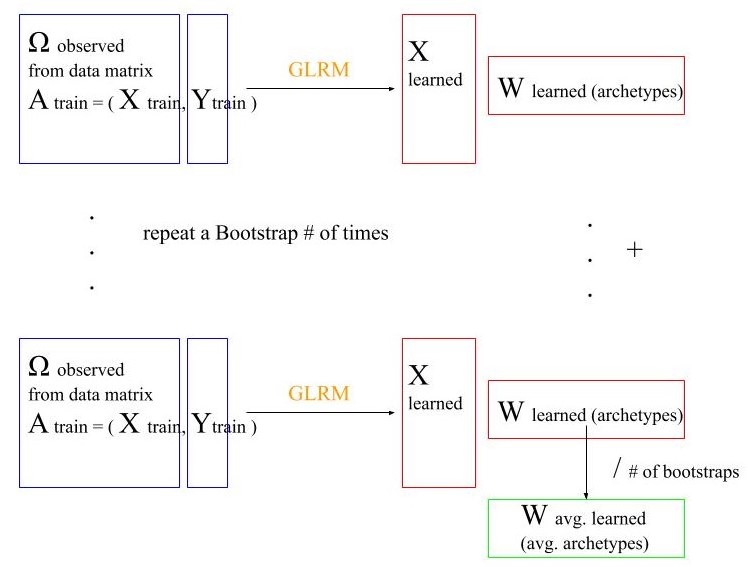 Ω observed
from data matrix
A train = ( X train, Y train )
GLRM
X
learned
W learned (archetypes)
.
.
.
repeat a Bootstrap # of times
.
.
.
+
Ω observed
from data matrix
A train = ( X train, Y train )
GLRM
X
learned
W learned (archetypes)
/ # of bootstraps
W avg. learned
(avg. archetypes)